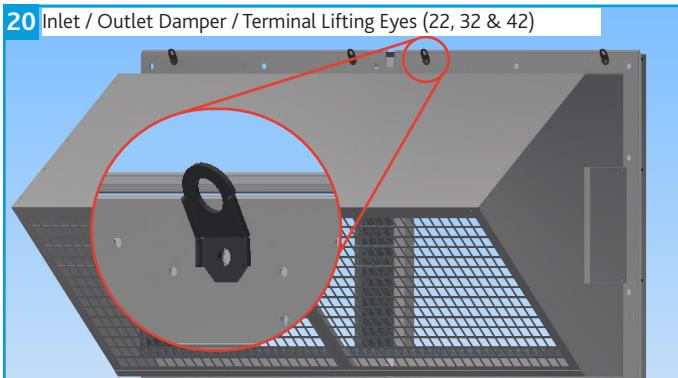 20 Inlet / Outlet Damper / Terminal Lifting Eyes (22, 32 & 42)